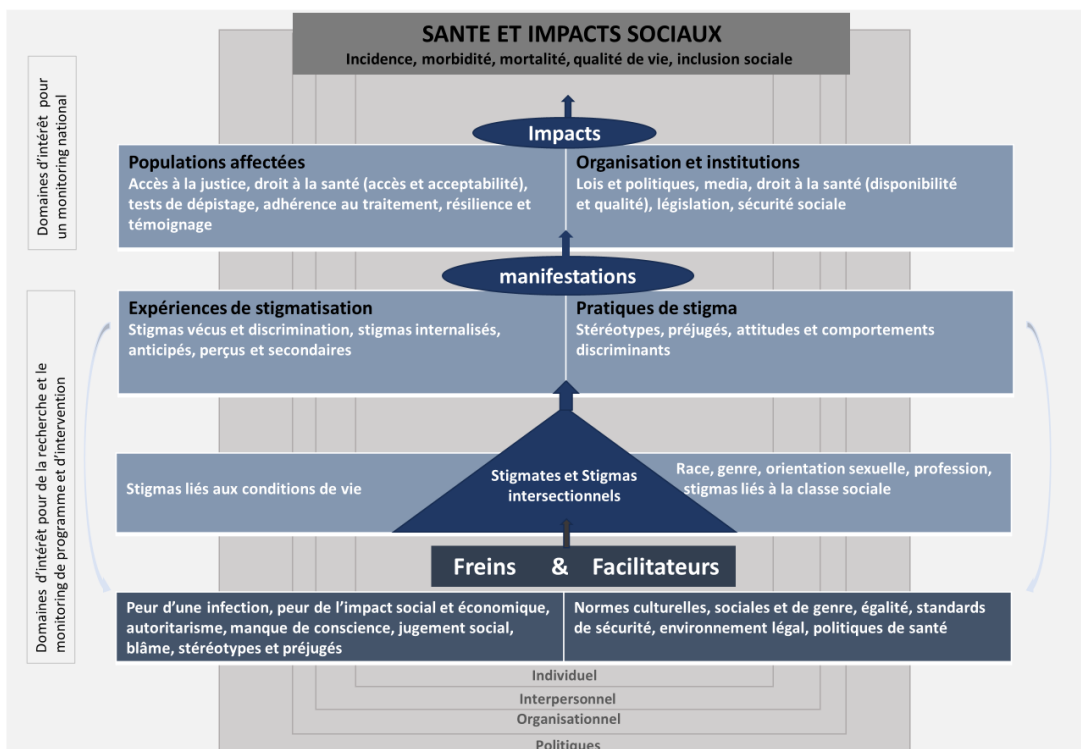 SANTE ET IMPACTS SOCIAUX
Incidence, morbidité, mortalité, qualité de vie, inclusion sociale
Domaines d’intérêt pour
un monitoring national
Impacts
Populations affectées
Accès à la justice, droit à la santé (accès et acceptabilité),
tests de dépistage, adhérence au traitement, résilience et
témoignage
Organisation et institutions
Lois et politiques, media, droit à la santé (disponibilité
et qualité), législation, sécurité sociale
manifestations
Domaines d’intérêt pour de la recherche et le
monitoring de programme et d’intervention
Expériences de stigmatisation
Stigmas vécus et discrimination, stigmas internalisés,
anticipés, perçus et secondaires
Pratiques de stigma
Stéréotypes, préjugés, attitudes et comportements
discriminants
Stigmas liés aux conditions de vie
Stigmates et Stigmas
intersectionnels
Race, genre, orientation sexuelle, profession,
stigmas liés à la classe sociale
Freins & Facilitateurs
Peur d’une infection, peur de l’impact social et économique,
autoritarisme, manque de conscience, jugement social,
blâme, stéréotypes et préjugés
Normes culturelles, sociales et de genre, égalité, standards
de sécurité, environnement légal, politiques de santé
Individuel
Interpersonnel
Organisationnel
Politiques